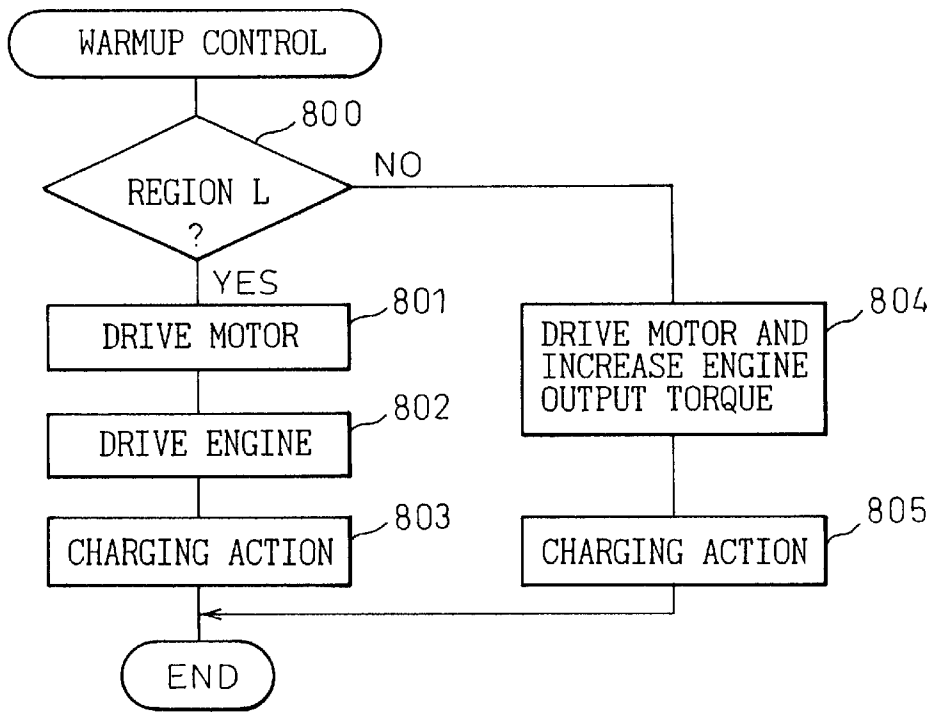 WARMUP CONTROL
800
REGION L
?
NO
YES
DRIVE MOTOR
801
DRIVE ENGINE
802
CHARGING ACTION
803
DRIVE MOTOR AND
INCREASE ENGINE
OUTPUT TORQUE
804
CHARGING ACTION
805
END